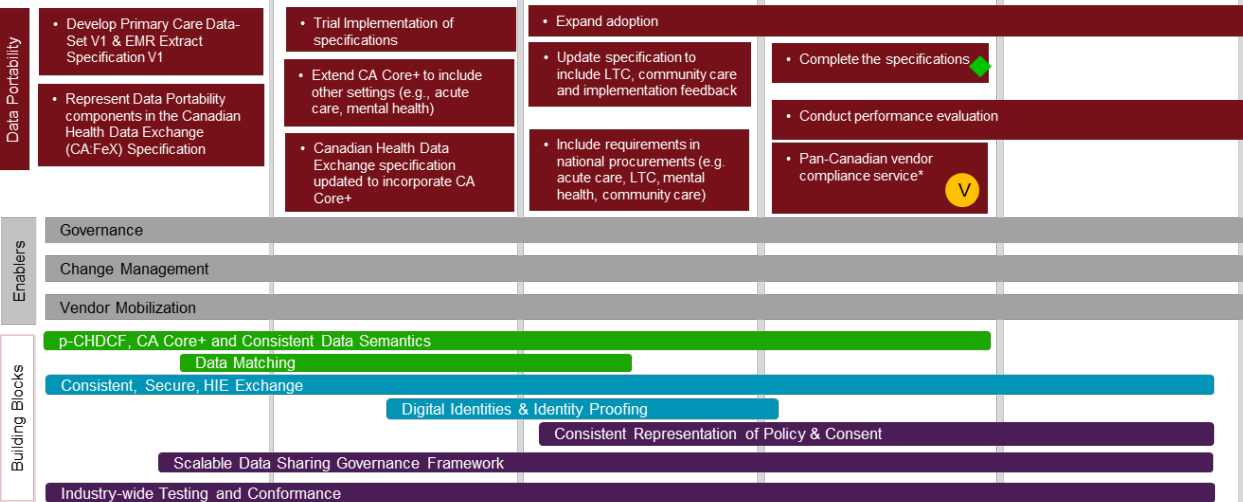 Data Portability
• Develop Primary Care Data-
Set V1 & EMR Extract
Specification V1
• Represent Data Portability
components in the Canadian
Health Data Exchange
(CA:FeX) Specification
• Trial Implementation of
specifications
• Extend CA Core+ to include
other settings (e.g., acute
care, mental health)
• Canadian Health Data
Exchange specification
updated to incorporate CA
Core+
• Expand adoption
• Update specification to
include LTC, community care
and implementation feedback
• Include requirements in
national procurements (e.g.
acute care, LTC, mental
health, community care)
• Complete the specifications
• Conduct performance evaluation
• Pan-Canadian vendor
compliance service*
V
Enablers
Governance
Change Management
Vendor Mobilization
Building Blocks
p-CHDCF, CA Core+ and Consistent Data Semantics
Data Matching
Consistent, Secure, HIE Exchange
Digital Identities & Identity Proofing
Consistent Representation of Policy & Consent
Scalable Data Sharing Governance Framework
Industry-wide Testing and Conformance